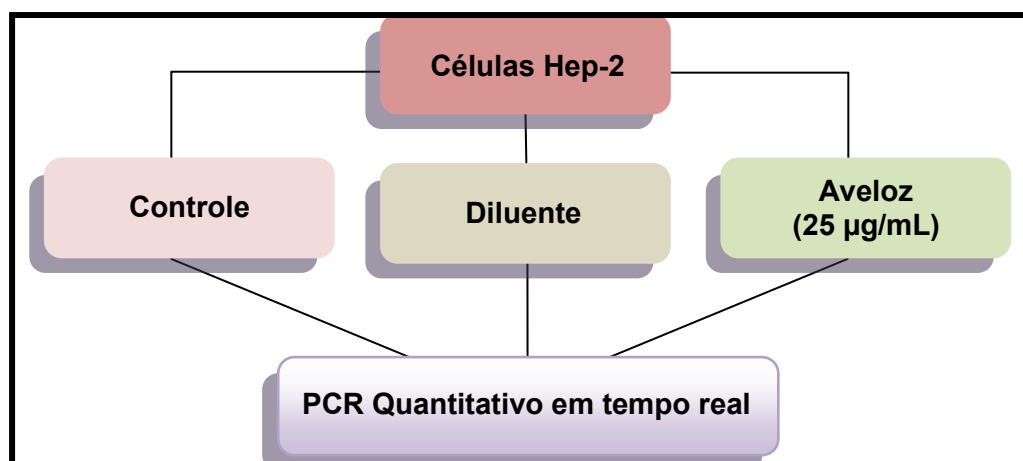 Células Hep-2
Controle
Diluente
Aveloz
(25 µg/mL)
PCR Quantitativo em tempo real